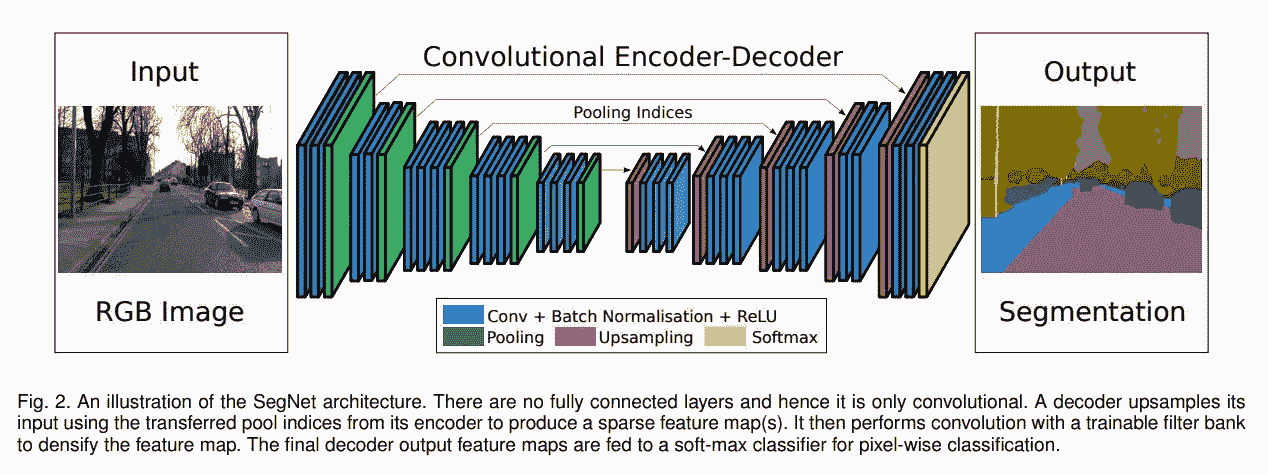 Input
RGB Image
Convolutional Encoder-Decoder
Pooling Indices
Output
Segmentation
Conv + Batch Normalisation + ReLU
Pooling
Upsampling
Softmax
Fig. 2. An illustration of the SegNet architecture. There are no fully connected layers and hence it is only convolutional. A decoder upsamples its
input using the transferred pool indices from its encoder to produce a sparse feature map(s). It then performs convolution with a trainable filter bank
to densify the feature map. The final decoder output feature maps are fed to a soft-max classifier for pixel-wise classification.